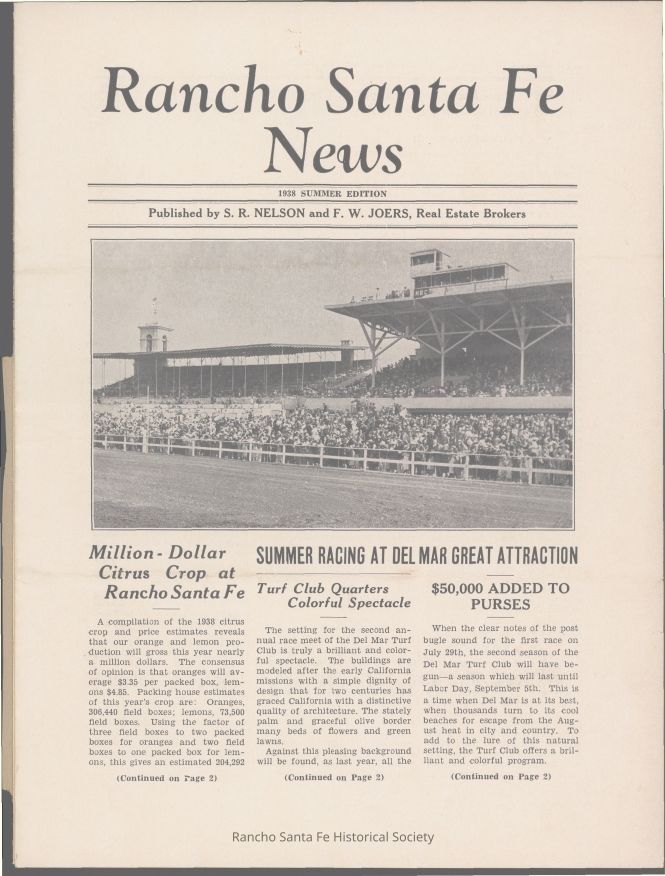 Rancho Santa Fe
News
1938 SUMMER EDITION
Published by S. R. NELSON and F. W. JOERS, Real Estate Brokers
Million-Dollar
Citrus Crop at
Rancho Santa Fe
A compilation of the 1938 citrus
crop and price estimates reveals
that our orange and lemon pro-
duction will gross this year nearly
a million dollars. The consensus
of opinion is that oranges will av-
erage $3.35 per packed box, lem-
ons $4.85. Packing house estimates
of this year's crop are: Oranges,
306,440 field boxes; lemons, 73,500
field boxes. Using the factor of
three field boxes to two packed
boxes for oranges and two field
boxes to one packed box for lem-
ons, this gives an estimated 204,292
(Continued on Page 2)
SUMMER RACING AT DEL MAR GREAT ATTRACTION
Turf Club Quarters
Colorful Spectacle
The setting for the second an-
nual race meet of the Del Mar Turf
Club is truly a brilliant and color-
ful spectacle. The buildings are
modeled after the early California
missions with a simple dignity of
design that for two centuries has
graced California with a distinctive
quality of architecture. The stately
palm and graceful olive border
many beds of flowers and green
lawns.
Against this pleasing background
will be found, as last year, all the
(Continued on Page 2)
$50,000 ADDED TO
PURSES
When the clear notes of the post
bugle sound for the first race on
July 29th, the second season of the
Del Mar Turf Club will have be-
gun—a season which will last until
Labor Day, September 5th. This is
a time when Del Mar is at its best,
when thousands turn to its cool
beaches for escape from the Aug-
ust heat in city and country. To
add to the lure of this natural
setting, the Turf Club offers a bril-
liant and colorful program.
(Continued on Page 2)
Rancho Santa Fe Historical Society